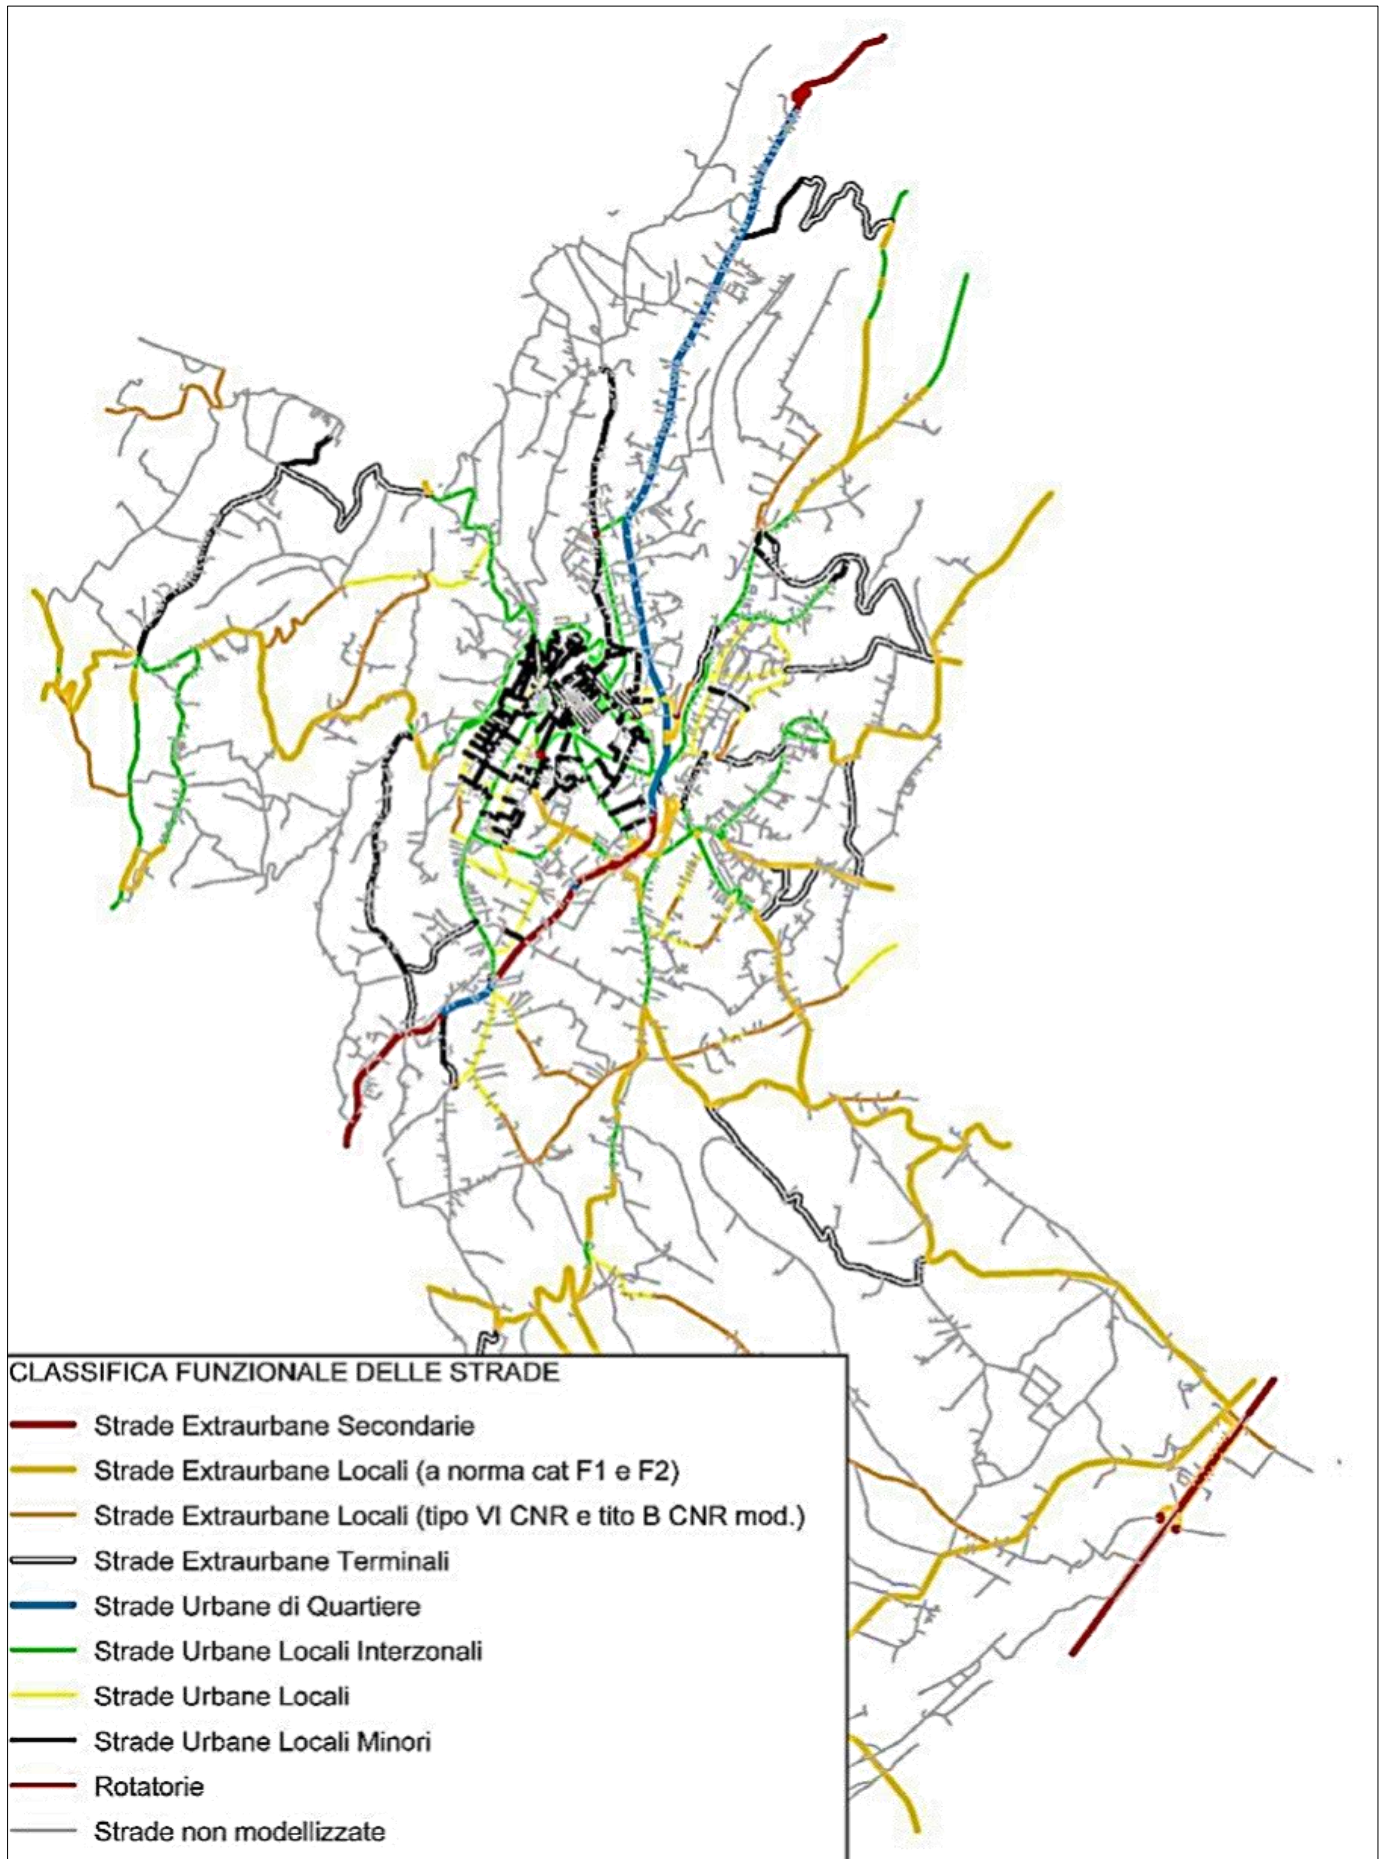 CLASSIFICA FUNZIONALE DELLE STRADE
Strade Extraurbane Secondarie
Strade Extraurbane Locali (a norma cat F1 e F2)
Strade Extraurbane Locali (tipo VI CNR e tito B CNR mod.)
Strade Extraurbane Terminali
Strade Urbane di Quartiere
Strade Urbane Locali Interzonali
Strade Urbane Locali
Strade Urbane Locali Minori
Rotatorie
Strade non modellizzate